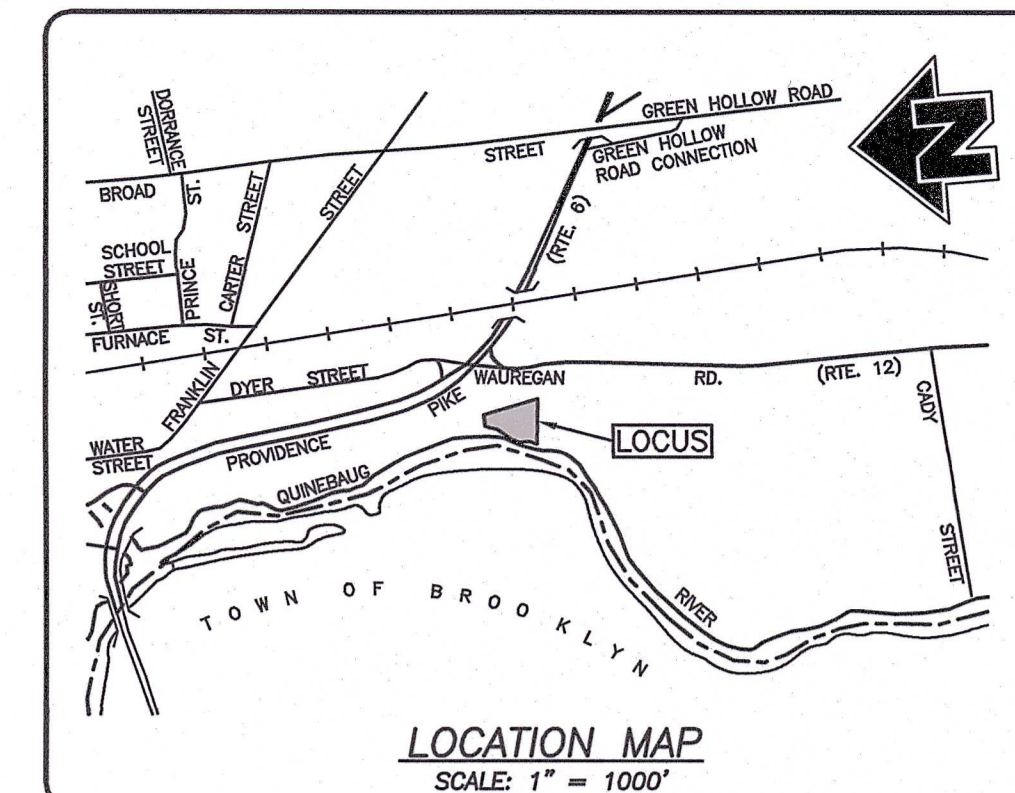 DORRANCE
STREET
GREEN HOLLOW ROAD
STREET
GREEN HOLLOW
ROAD CONNECTION
N
BROAD
ST.
STREET
STREET
(RTE. 6)
SCHOOL
STREET
PRINCE
CARTER
SHORT
ST.
FURNACE
ST.
FRANKLIN
DYER STREET
WAUREGAN
RD.
(RTE. 12)
CADY
STREET
PIKE
PROVIDENCE
WATER
STREET
LOCUS
QUINEBAUG
RIVER
TOWN OF BROOKLYN
LOCATION MAP
SCALE: 1" = 1000'